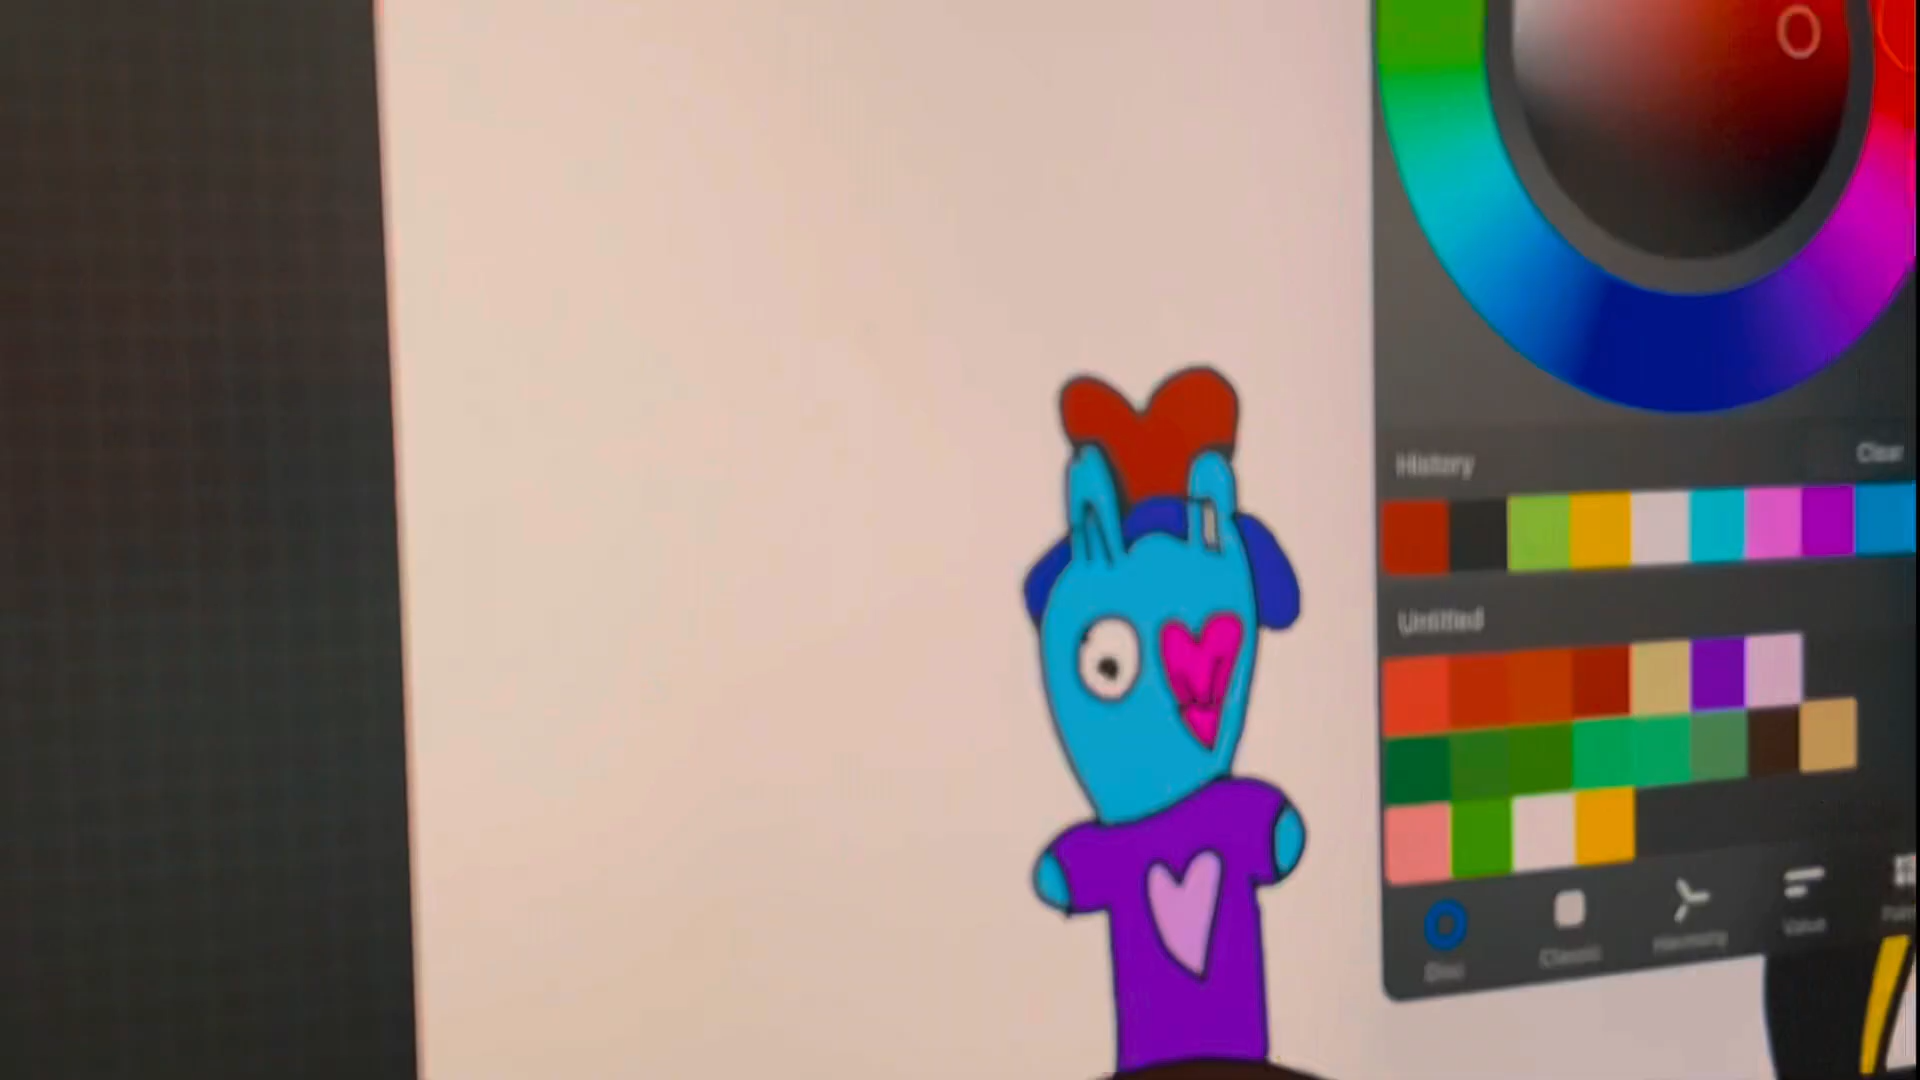 History
Clear
Untitled
Disc
Classic
Harmony
Value